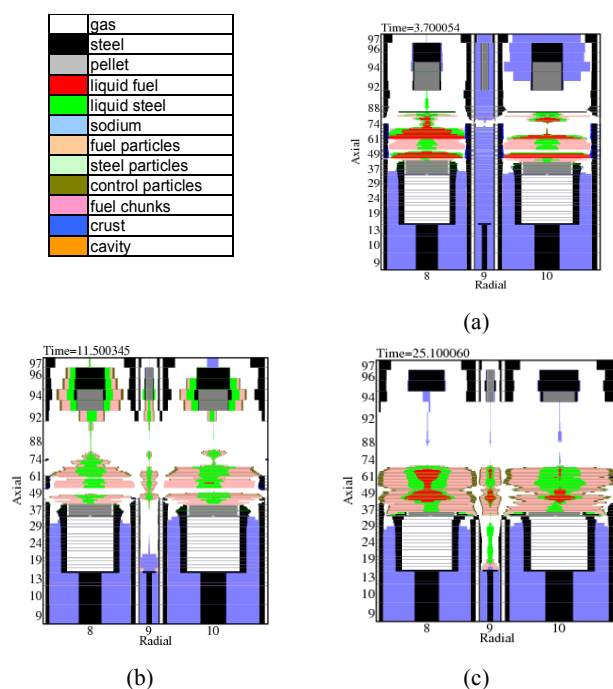 gas
steel
pellet
liquid fuel
liquid steel
sodium
fuel particles
steel particles
control particles
fuel chunks
crust
cavity
Time=3.700054
97
96
94
92
88
74
61
49
37
29
24
19
13
9
Axial
8 9 10
Radial
(a)
Time=11.500345
97
96
94
92
88
74
61
49
37
29
24
19
13
9
Axial
8 9 10
Radial
(b)
Time=25.100060
97
96
94
92
88
74
61
49
37
29
24
19
13
9
Axial
8 9 10
Radial
(c)